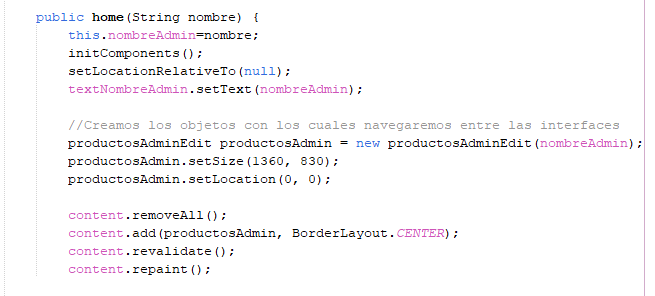 public home(String nombre) {
this.nombreAdmin=nombre;
initComponents();
setLocationRelativeTo(null);
textNombreAdmin.setText(nombreAdmin);
//Creamos los objetos con los cuales navegaremos entre las interfaces
productosAdminEdit productosAdmin = new productosAdminEdit(nombreAdmin);
productosAdmin.setSize(1360, 830);
productosAdmin.setLocation(0, 0);
content.removeAll();
content.add(productosAdmin, BorderLayout.CENTER);
content.revalidate();
content.repaint();